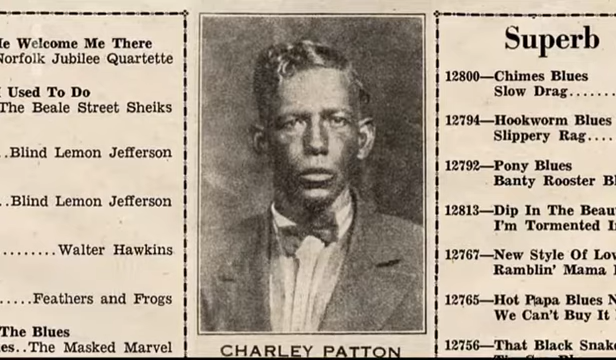 Me Welcome Me There
Norfolk Jubilee Quartette
I Used To Do
The Beale Street Sheiks
..Blind Lemon Jefferson
..Blind Lemon Jefferson
........Walter Hawkins
.....Feathers and Frogs
The Blues
es..The Masked Marvel
CHARLEY PATTON
Superb
12800—Chimes Blues
Slow Drag.......
12794—Hookworm Blues
Slippery Rag....
12792—Pony Blues
Banty Rooster Bl
12813—Dip In The Beau
I'm Tormented I
12767—New Style Of Lov
Ramblin' Mama
12765—Hot Papa Blues N
We Can't Buy It
12756—That Black Snake